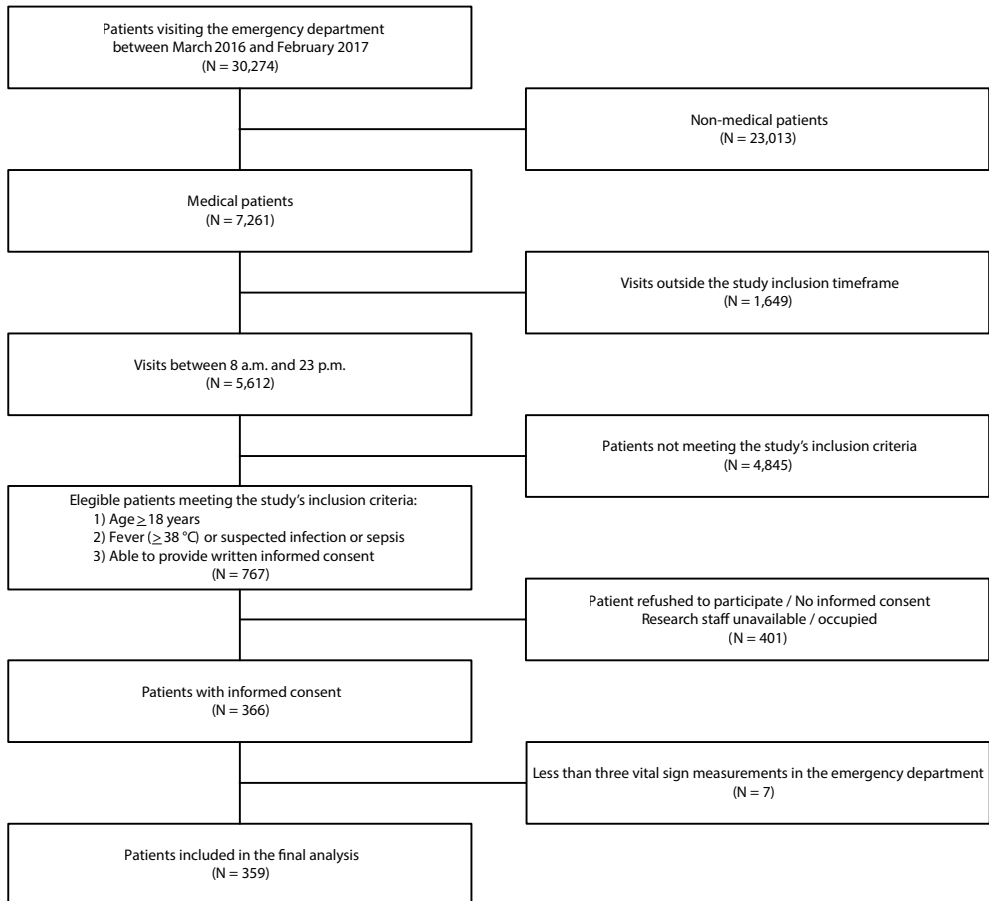 Patients visiting the emergency department
between March 2016 and February 2017
(N = 30,274)
Non-medical patients
(N = 23,013)
Medical patients
(N = 7,261)
Visits outside the study inclusion timeframe
(N = 1,649)
Visits between 8 a.m. and 23 p.m.
(N = 5,612)
Patients not meeting the study's inclusion criteria
(N = 4,845)
Elegible patients meeting the study's inclusion criteria:
1) Age ≥ 18 years
2) Fever (≥ 38 °C) or suspected infection or sepsis
3) Able to provide written informed consent
(N = 767)
Patient refushed to participate / No informed consent
Research staff unavailable / occupied
(N = 401)
Patients with informed consent
(N = 366)
Less than three vital sign measurements in the emergency department
(N = 7)
Patients included in the final analysis
(N = 359)